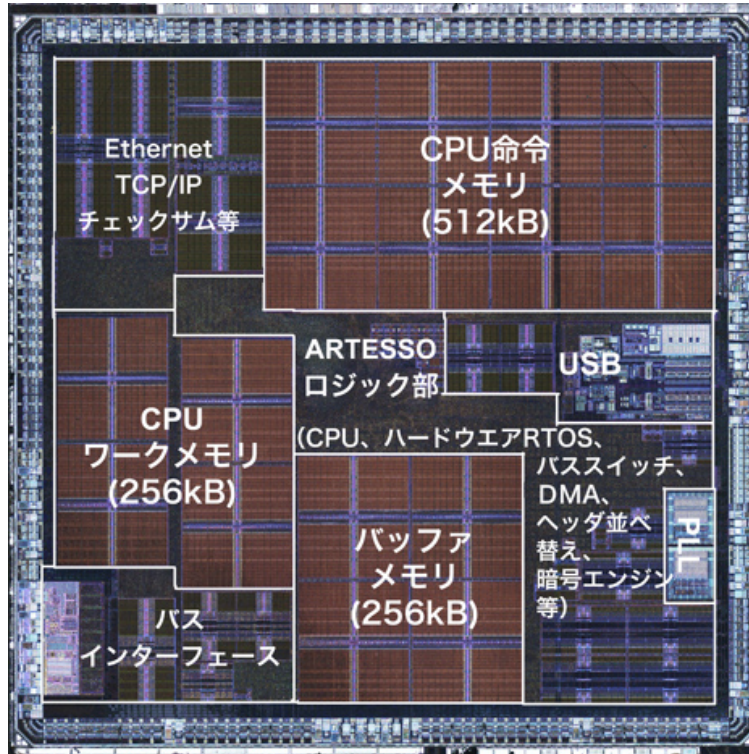 Ethernet
TCP/IP
チェックサム等
CPU命令
メモリ
(512kB)
ARTESSO
ロジック部
USB
CPU
ワークメモリ
(256kB)
(CPU、ハードウエアRTOS、
バススイッチ、
DMA、
ヘッダ並べ
替え、
暗号エンジン
等)
PLL
バッファ
メモリ
(256kB)
バス
インターフェース